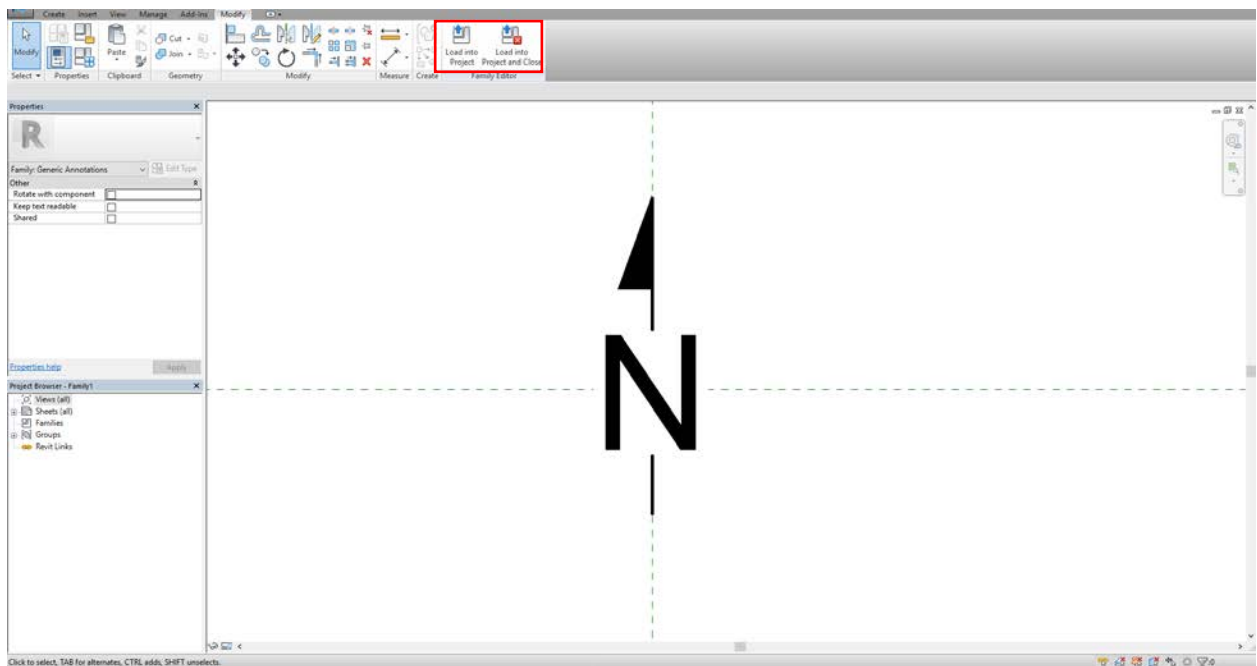 Create Insert View Manage Add-Ins Modify
Modify Paste Cut Join Load into Project Load into Project and Close
Select Properties Clipboard Geometry Modify Measure Create Family Editor
Properties
R
Family: Generic Annotations Edit Type
Other
Rotate with component
Keep text readable
Shared
N
Properties help Apply
Project Browser - Family1
Views (all)
Sheets (all)
Families
Groups
Revit Links
Click to select, TAB for alternates, CTRL adds, SHIFT unselects.
:0